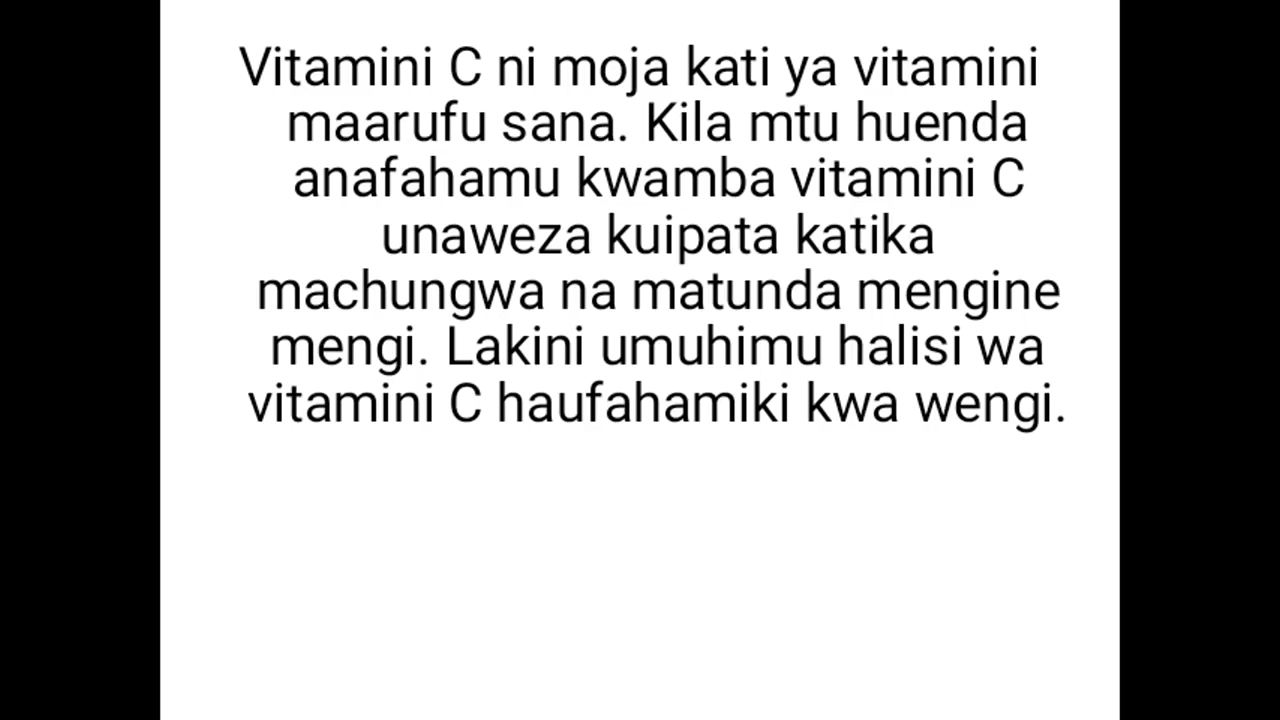 Vitamini C ni moja kati ya vitamini
maarufu sana. Kila mtu huenda
anafahamu kwamba vitamini C
unaweza kuipata katika
machungwa na matunda mengine
mengi. Lakini umuhimu halisi wa
vitamini C haufahamiki kwa wengi.